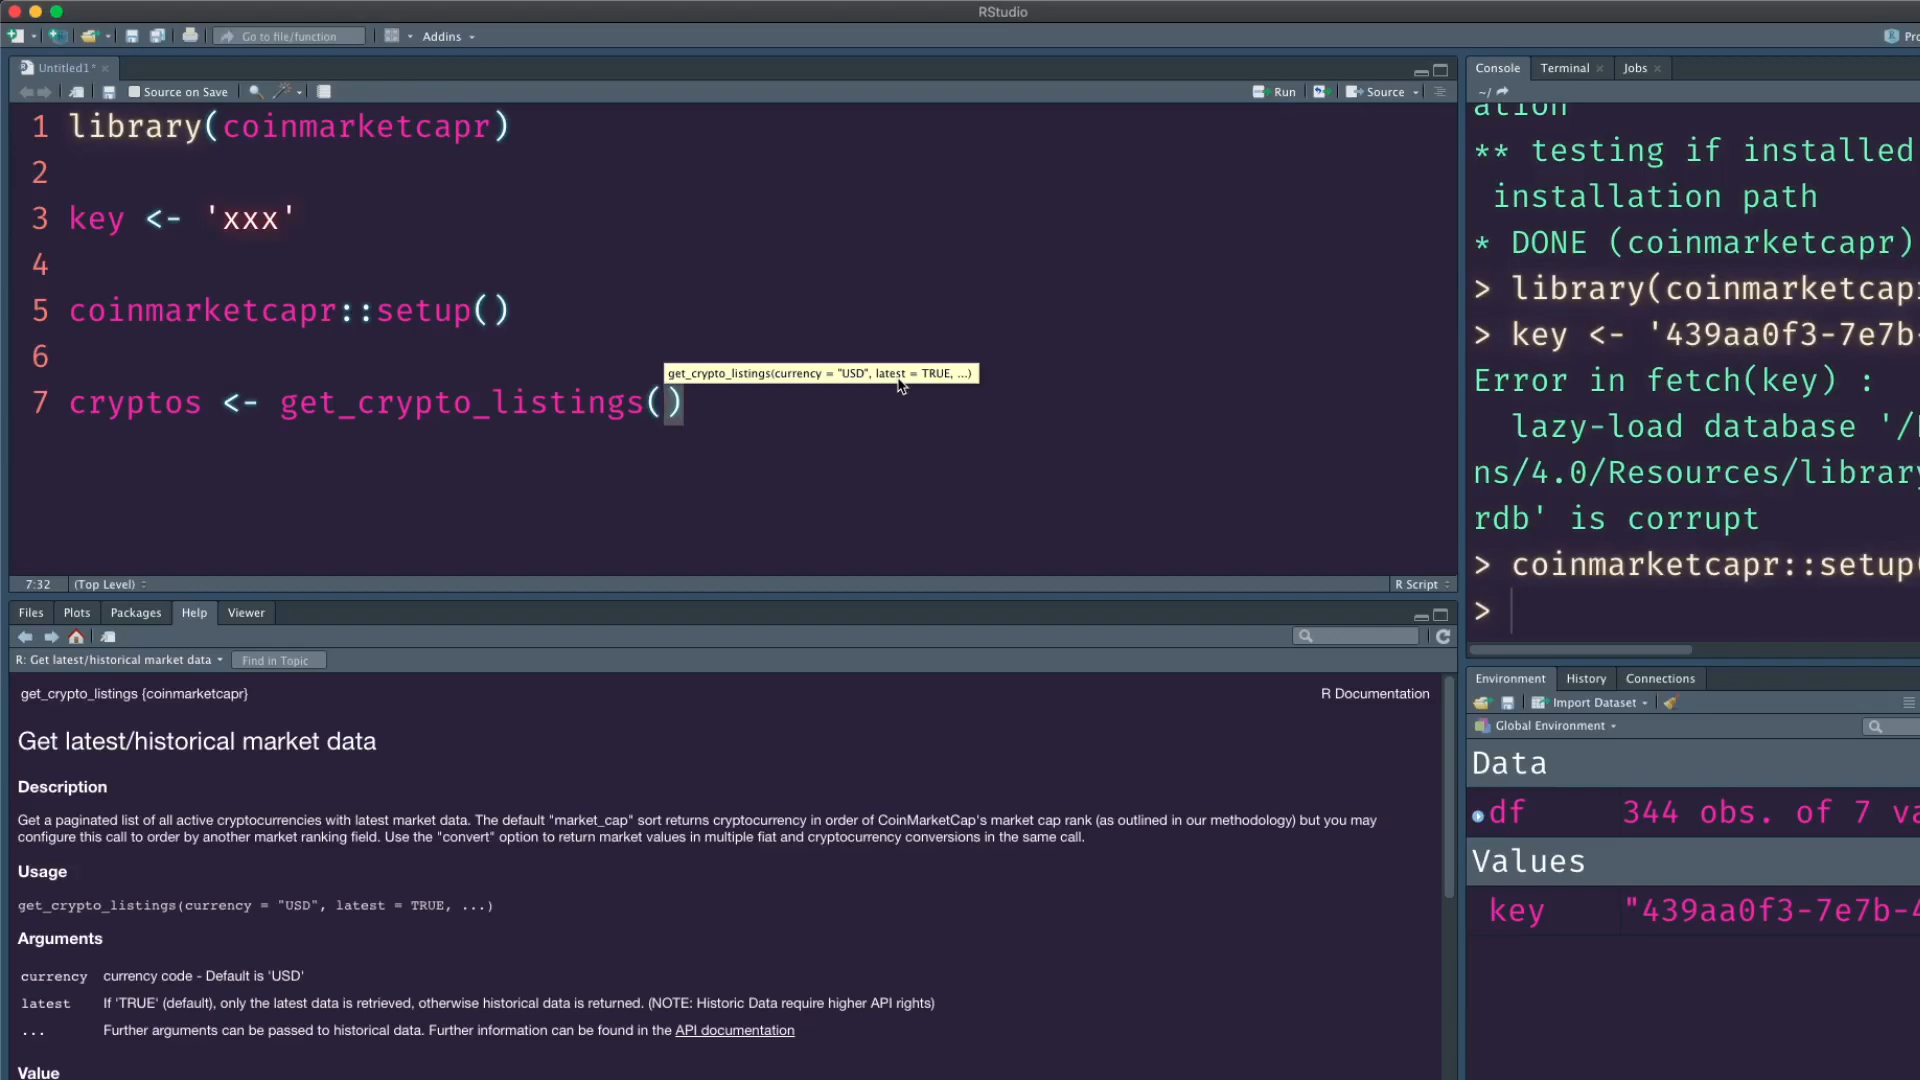 RStudio
Go to file/function
Addins
Untitled1*
Source on Save
Run
Source
1 library(coinmarketcapr)
2
3 key <- 'xxx'
4
5 coinmarketcapr::setup()
6
get_crypto_listings(currency = "USD", latest = TRUE, ...)
7 cryptos <- get_crypto_listings()
7:32 (Top Level)
R Script
Files Plots Packages Help Viewer
R: Get latest/historical market data
Find in Topic
get_crypto_listings {coinmarketcapr}
R Documentation
Get latest/historical market data
Description
Get a paginated list of all active cryptocurrencies with latest market data. The default "market_cap" sort returns cryptocurrency in order of CoinMarketCap's market cap rank (as outlined in our methodology) but you may
configure this call to order by another market ranking field. Use the "convert" option to return market values in multiple fiat and cryptocurrency conversions in the same call.
Usage
get_crypto_listings(currency = "USD", latest = TRUE, ...)
Arguments
currency currency code - Default is 'USD'
latest If 'TRUE' (default), only the latest data is retrieved, otherwise historical data is returned. (NOTE: Historic Data require higher API rights)
... Further arguments can be passed to historical data. Further information can be found in the API documentation
Value
Console Terminal Jobs
~/
ation
** testing if installed
installation path
* DONE (coinmarketcapr)
> library(coinmarketcap
> key <- '439aa0f3-7e7b-
Error in fetch(key) :
lazy-load database '/
ns/4.0/Resources/library
rdb' is corrupt
> coinmarketcapr::setup
>
Environment History Connections
Import Dataset
Global Environment
Data
df 344 obs. of 7 va
Values
key "439aa0f3-7e7b-4